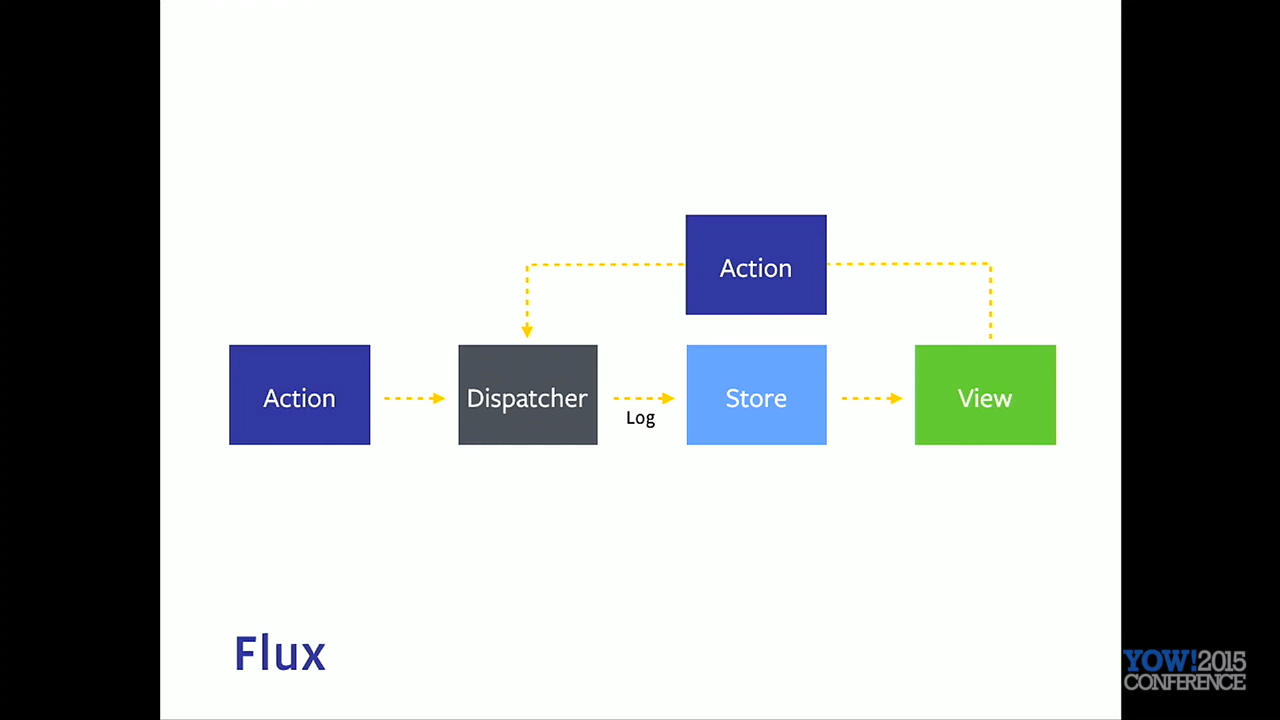 Action
Action
Dispatcher
Log
Store
View
Flux
YOW! 2015
CONFERENCE